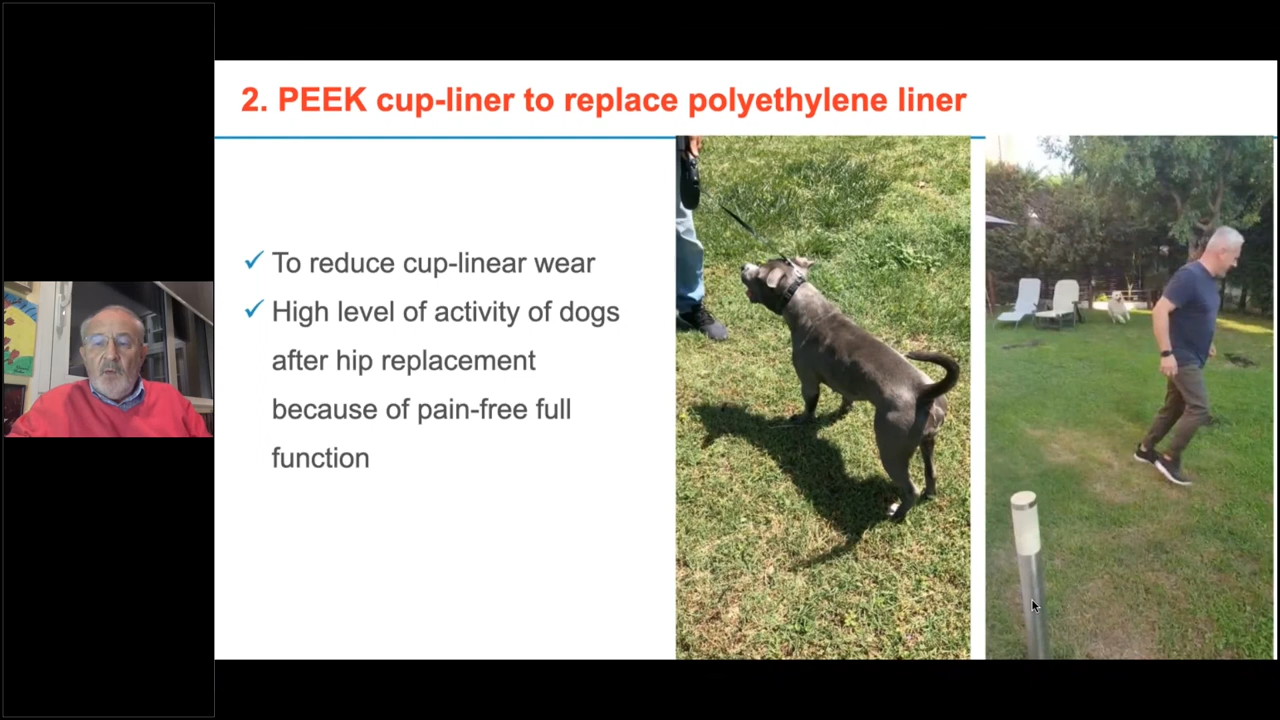 2. PEEK cup-liner to replace polyethylene liner
To reduce cup-linear wear
High level of activity of dogs
after hip replacement
because of pain-free full
function